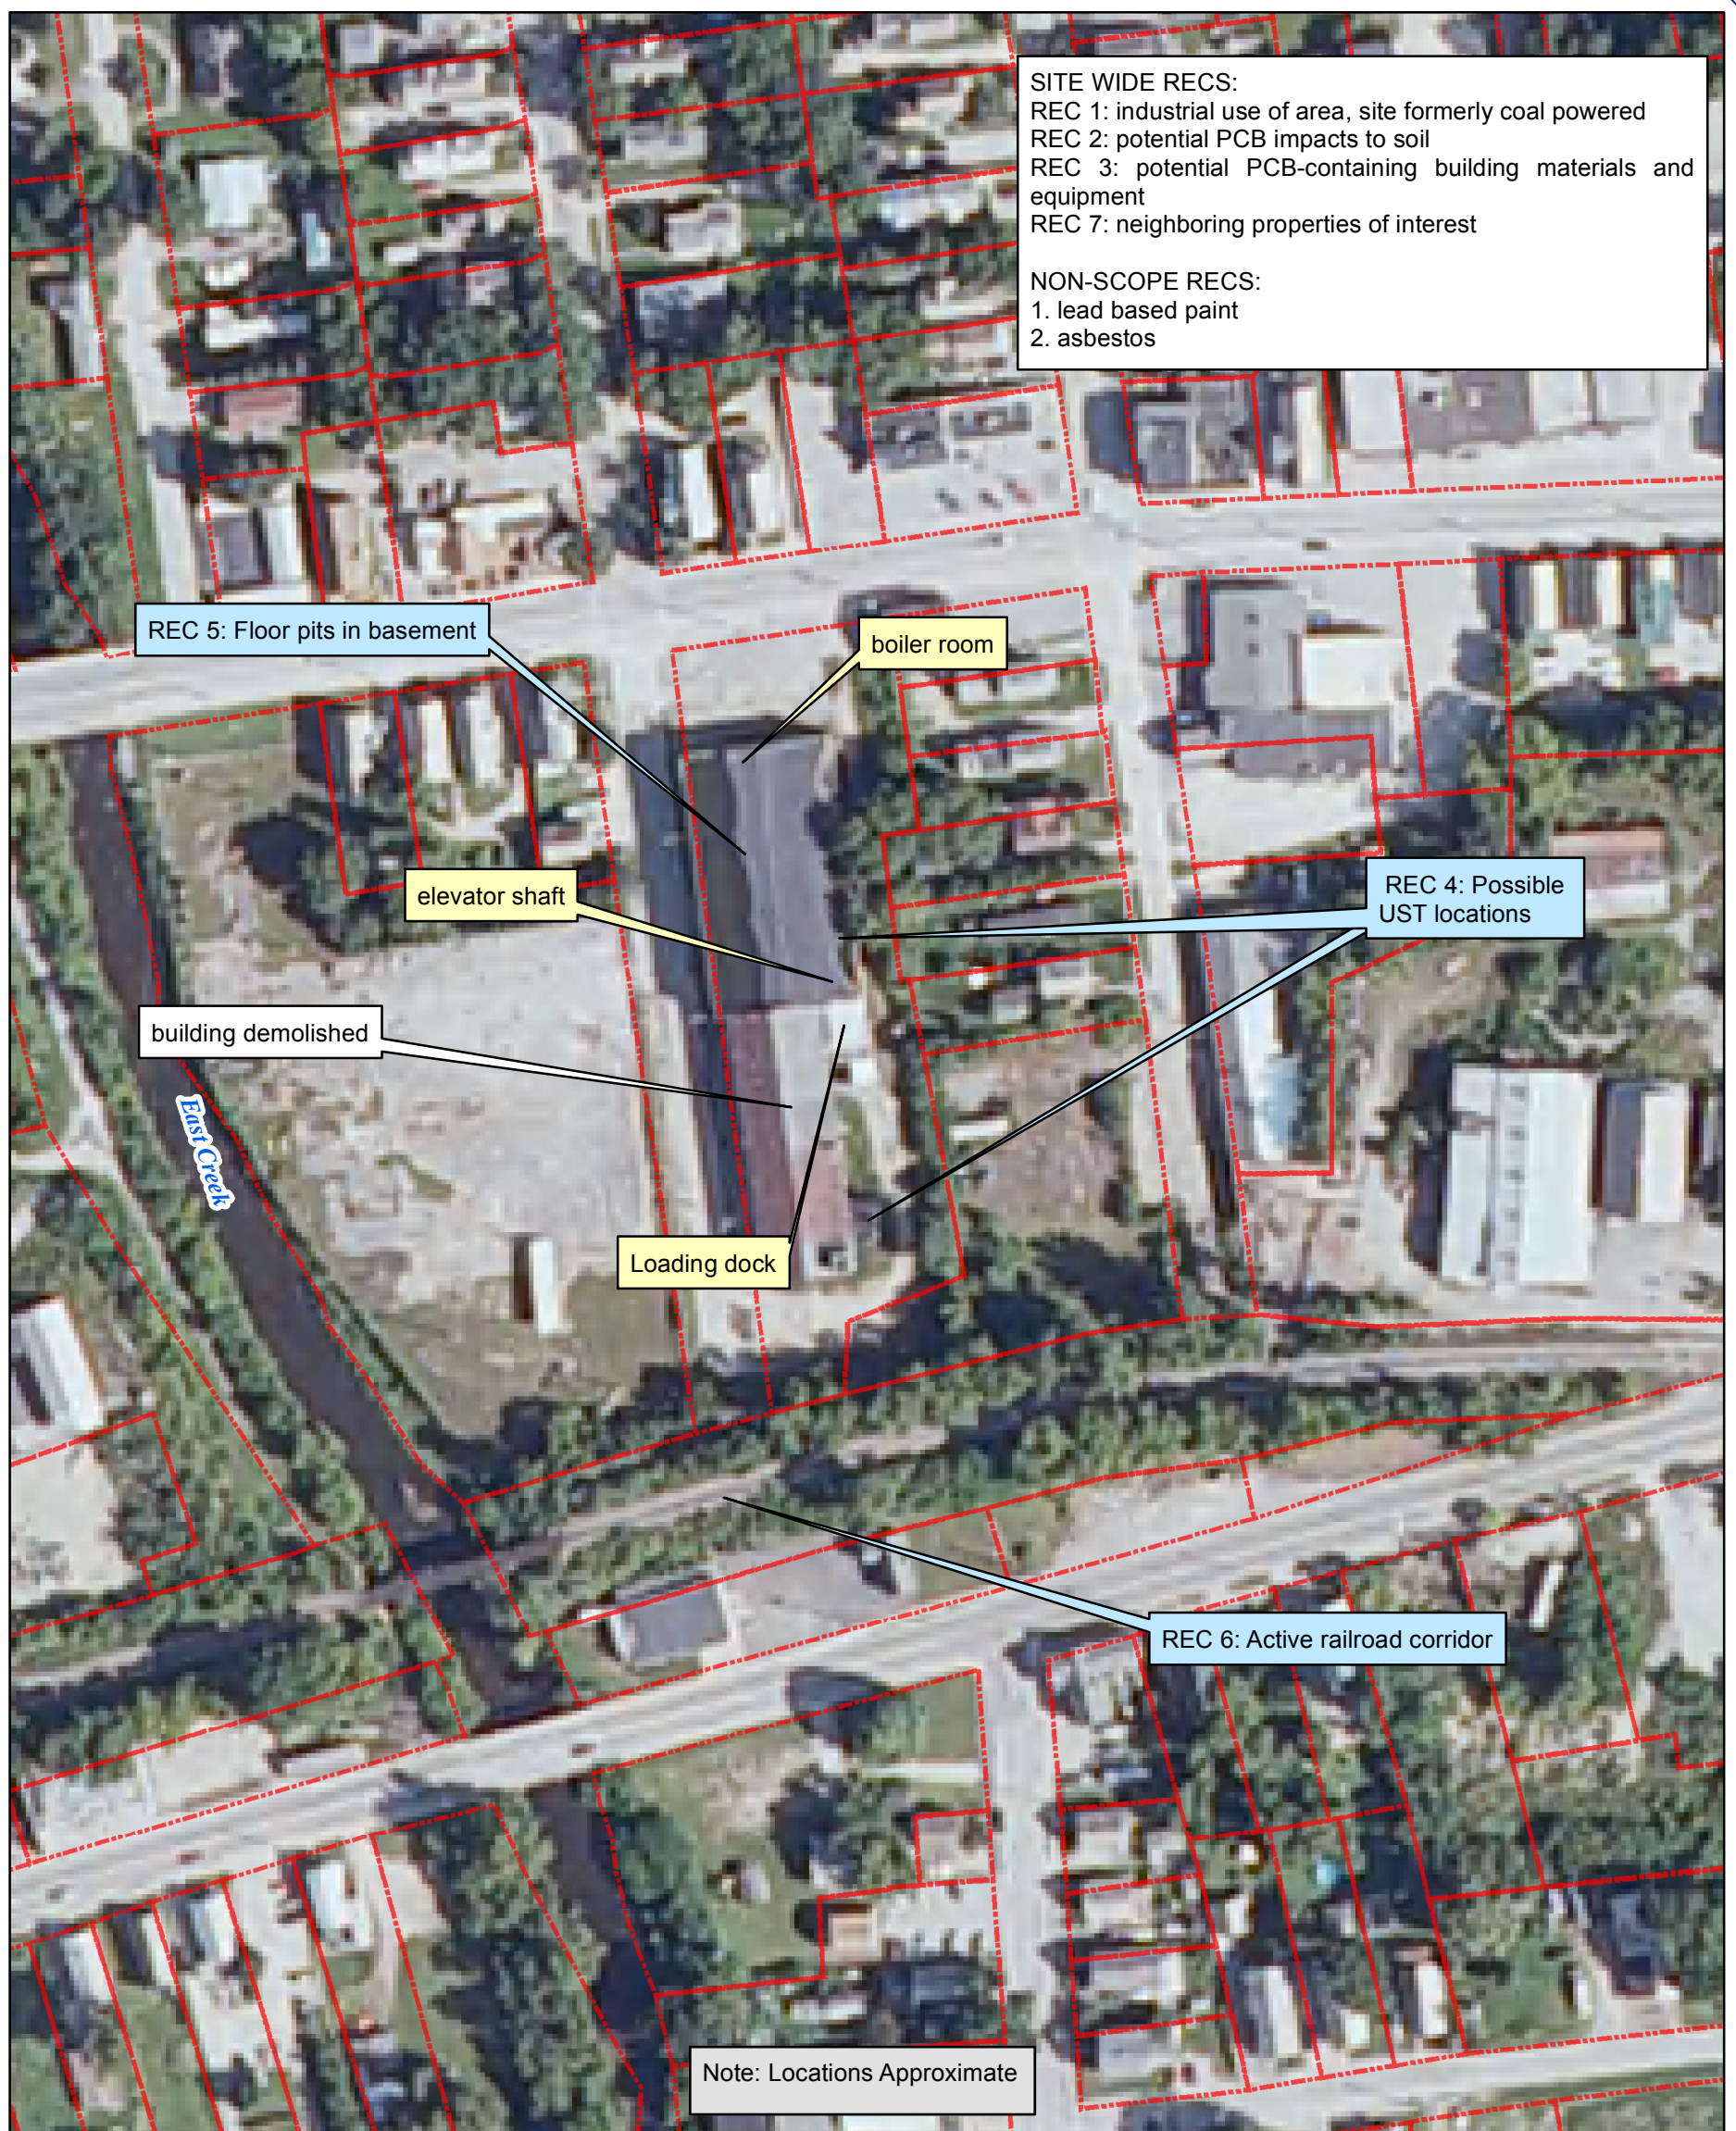 SITE WIDE RECS:
REC 1: industrial use of area, site formerly coal powered
REC 2: potential PCB impacts to soil
REC 3: potential PCB-containing building materials and
equipment
REC 7: neighboring properties of interest
NON-SCOPE RECS:
1. lead based paint
2. asbestos
REC 5: Floor pits in basement
boiler room
elevator shaft
REC 4: Possible
UST locations
building demolished
East Creek
Loading dock
REC 6: Active railroad corridor
Note: Locations Approximate